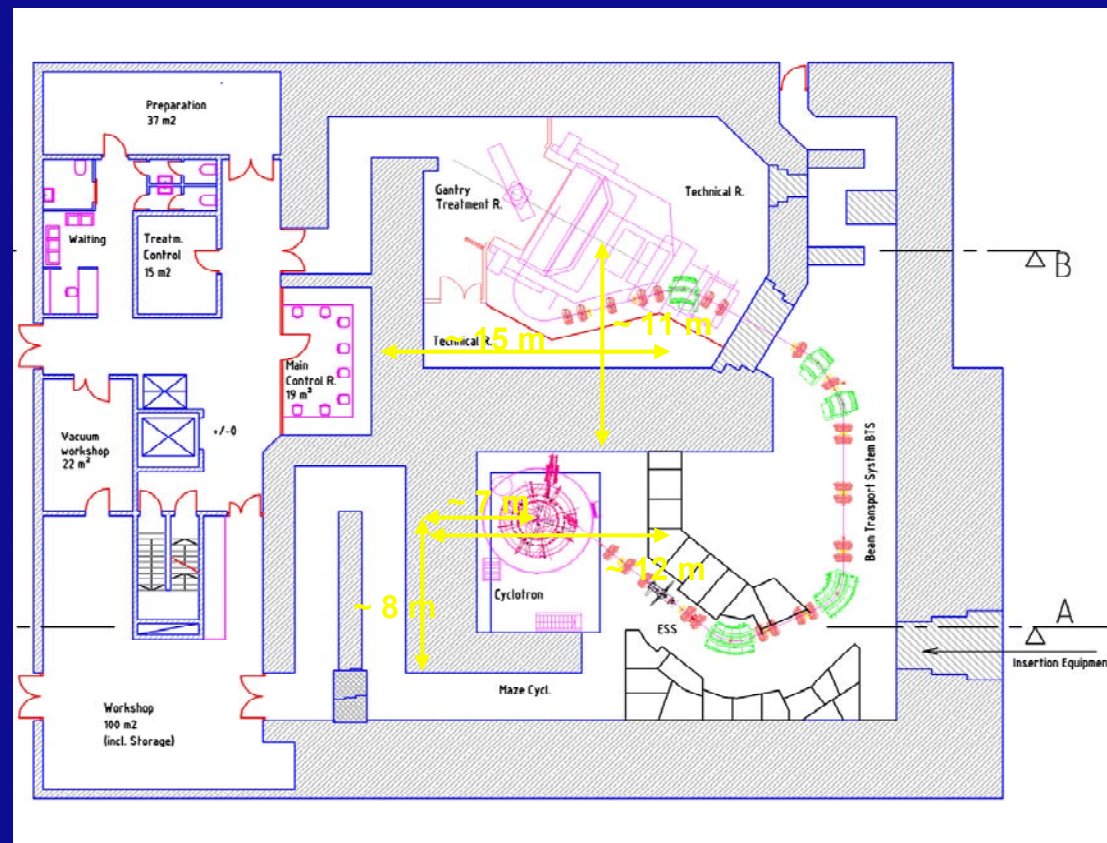 Preparation
37 m2
Gantry
Treatment R.
Technical R.
Waiting
Treatm.
Control
15 m2
B
~ 11 m
~ 15 m
Technical R.
Main
Control R.
19 m²
+/-0
Vacuum
workshop
22 m²
Beam Transport System BTS
~ 7 m
~ 12 m
Cyclotron
~ 8 m
ESS
A
Insertion Equipmen
Maze Cycl.
Workshop
100 m2
(incl. Storage)